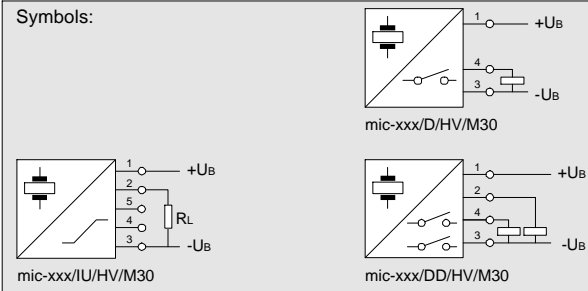 Symbols:
1 +UB
4
3 -UB
mic-xxx/D/HV/M30
1 +UB
2
5 RL
4
3 -UB
mic-xxx/IU/HV/M30
1 +UB
2
4
3 -UB
mic-xxx/DD/HV/M30